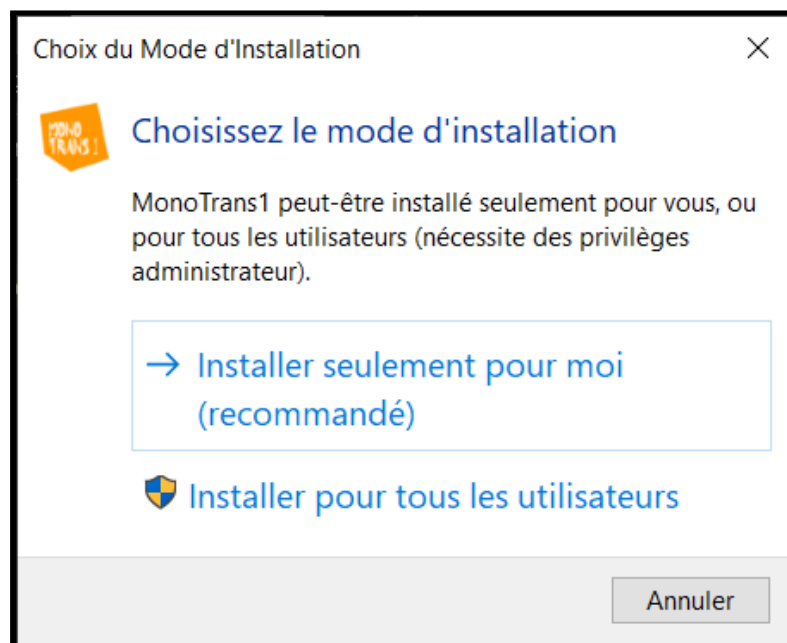 Choix du Mode d'Installation
MONO
TRANS 1
Choisissez le mode d'installation
MonoTrans1 peut-être installé seulement pour vous, ou
pour tous les utilisateurs (nécessite des privilèges
administrateur).
Installer seulement pour moi
(recommandé)
Installer pour tous les utilisateurs
Annuler